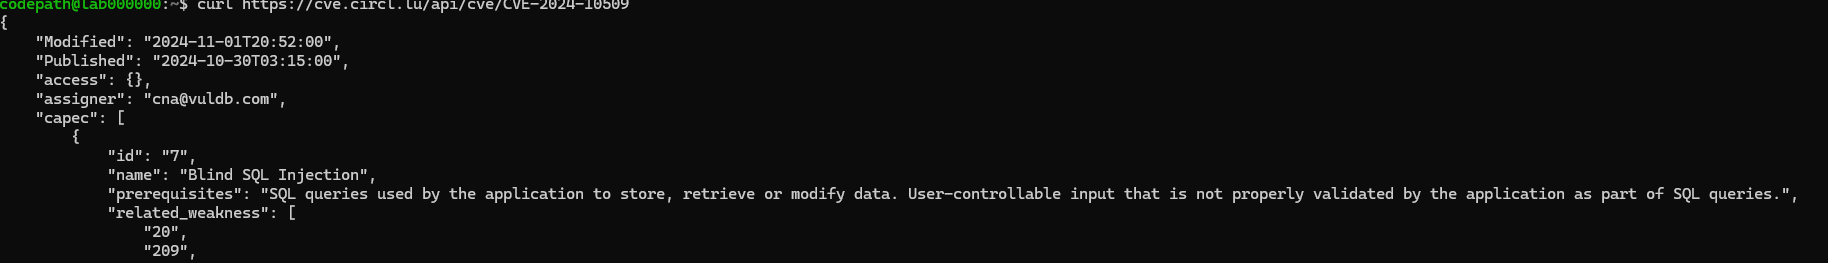 codepath@lab000000:~$ curl https://cve.circl.lu/api/cve/CVE-2024-10509
{
    "Modified": "2024-11-01T20:52:00",
    "Published": "2024-10-30T03:15:00",
    "access": {},
    "assigner": "cna@vuldb.com",
    "capec": [
        {
            "id": "7",
            "name": "Blind SQL Injection",
            "prerequisites": "SQL queries used by the application to store, retrieve or modify data. User-controllable input that is not properly validated by the application as part of SQL queries.",
            "related_weakness": [
                "20",
                "209",